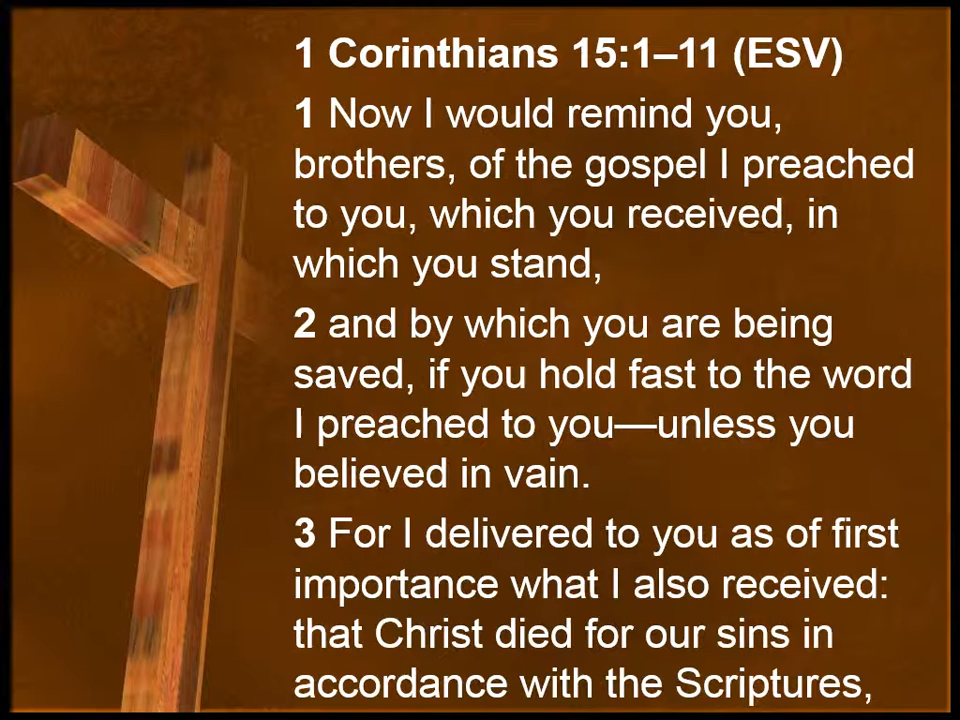 1 Corinthians 15:1–11 (ESV)
1 Now I would remind you,
brothers, of the gospel I preached
to you, which you received, in
which you stand,
2 and by which you are being
saved, if you hold fast to the word
I preached to you—unless you
believed in vain.
3 For I delivered to you as of first
importance what I also received:
that Christ died for our sins in
accordance with the Scriptures,